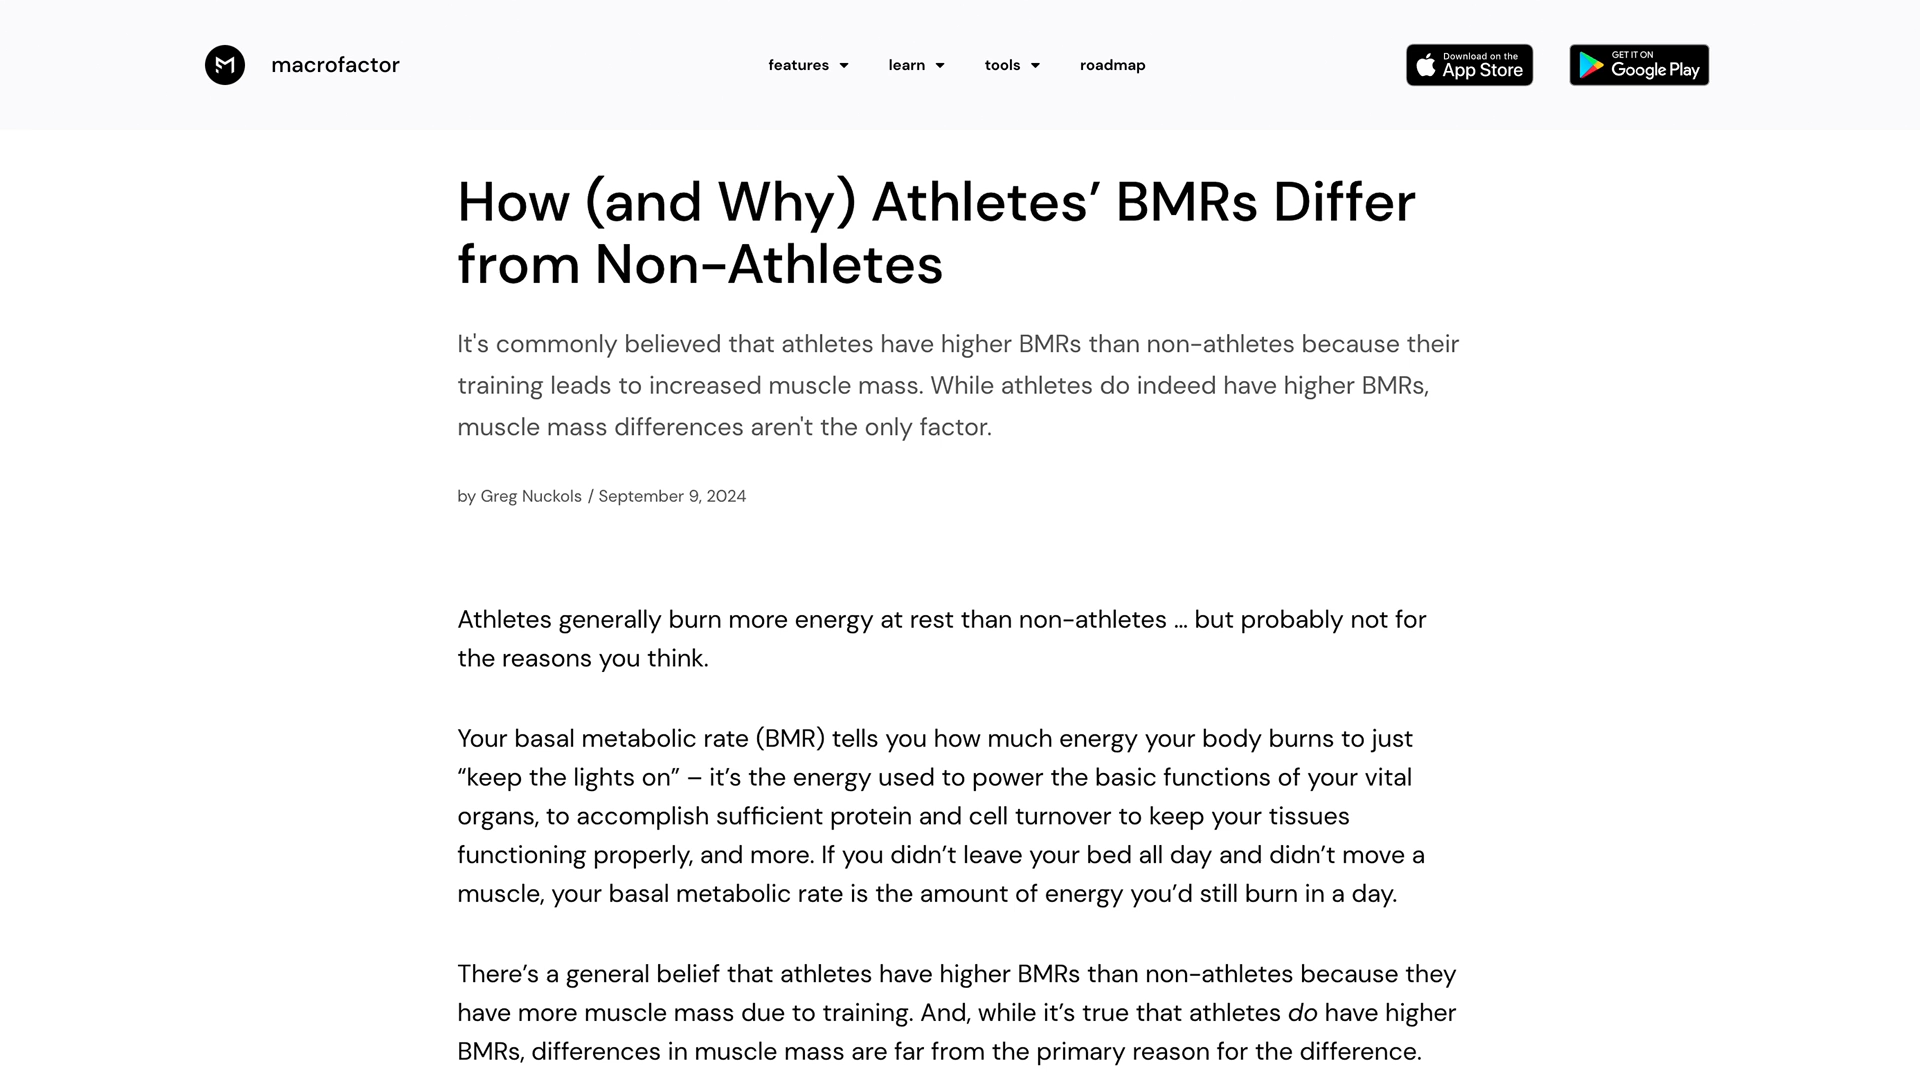 macrofactor
features
learn
tools
roadmap
Download on the
App Store
GET IT ON
Google Play
How (and Why) Athletes’ BMRs Differ
from Non-Athletes
It's commonly believed that athletes have higher BMRs than non-athletes because their
training leads to increased muscle mass. While athletes do indeed have higher BMRs,
muscle mass differences aren't the only factor.
by Greg Nuckols / September 9, 2024
Athletes generally burn more energy at rest than non-athletes … but probably not for
the reasons you think.
Your basal metabolic rate (BMR) tells you how much energy your body burns to just
“keep the lights on” – it’s the energy used to power the basic functions of your vital
organs, to accomplish sufficient protein and cell turnover to keep your tissues
functioning properly, and more. If you didn’t leave your bed all day and didn’t move a
muscle, your basal metabolic rate is the amount of energy you’d still burn in a day.
There’s a general belief that athletes have higher BMRs than non-athletes because they
have more muscle mass due to training. And, while it’s true that athletes do have higher
BMRs, differences in muscle mass are far from the primary reason for the difference.